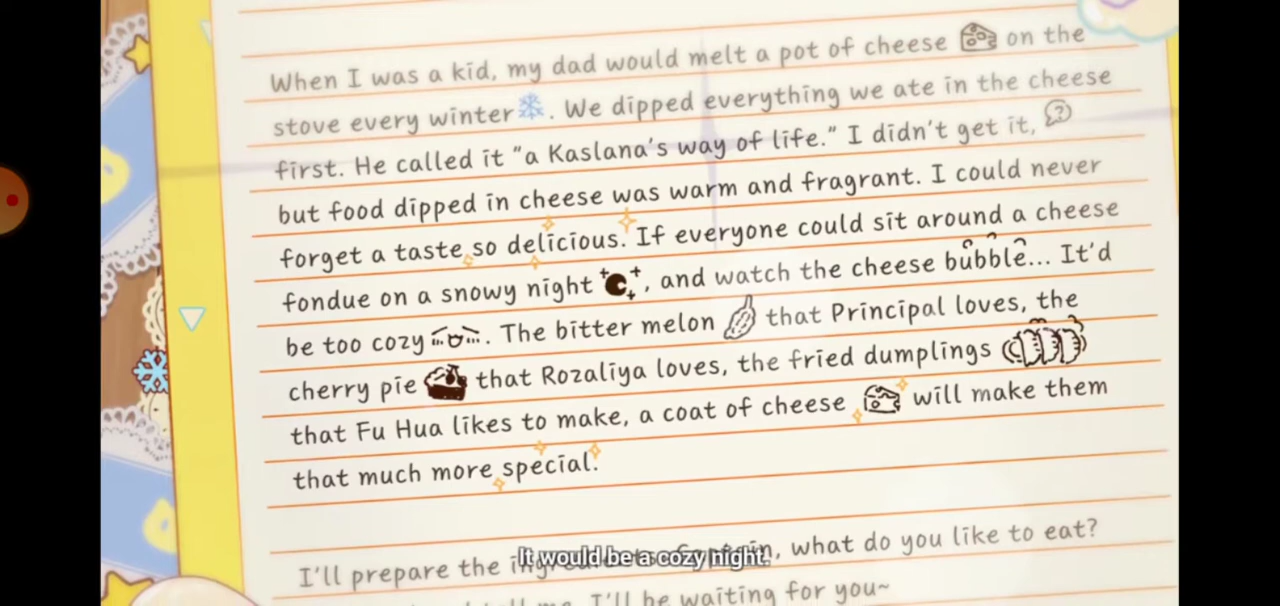 When I was a kid, my dad would melt a pot of cheese on the
stove every winter. We dipped everything we ate in the cheese
first. He called it "a Kaslana's way of life." I didn't get it,
but food dipped in cheese was warm and fragrant. I could never
forget a taste so delicious. If everyone could sit around a cheese
fondue on a snowy night, and watch the cheese bubble... It'd
be too cozy. The bitter melon that Principal loves, the
cherry pie that Rozaliya loves, the fried dumplings
that Fu Hua likes to make, a coat of cheese will make them
that much more special.
I'll prepare the what do you like to eat?
It would be a cozy night.
I'll be waiting for you~